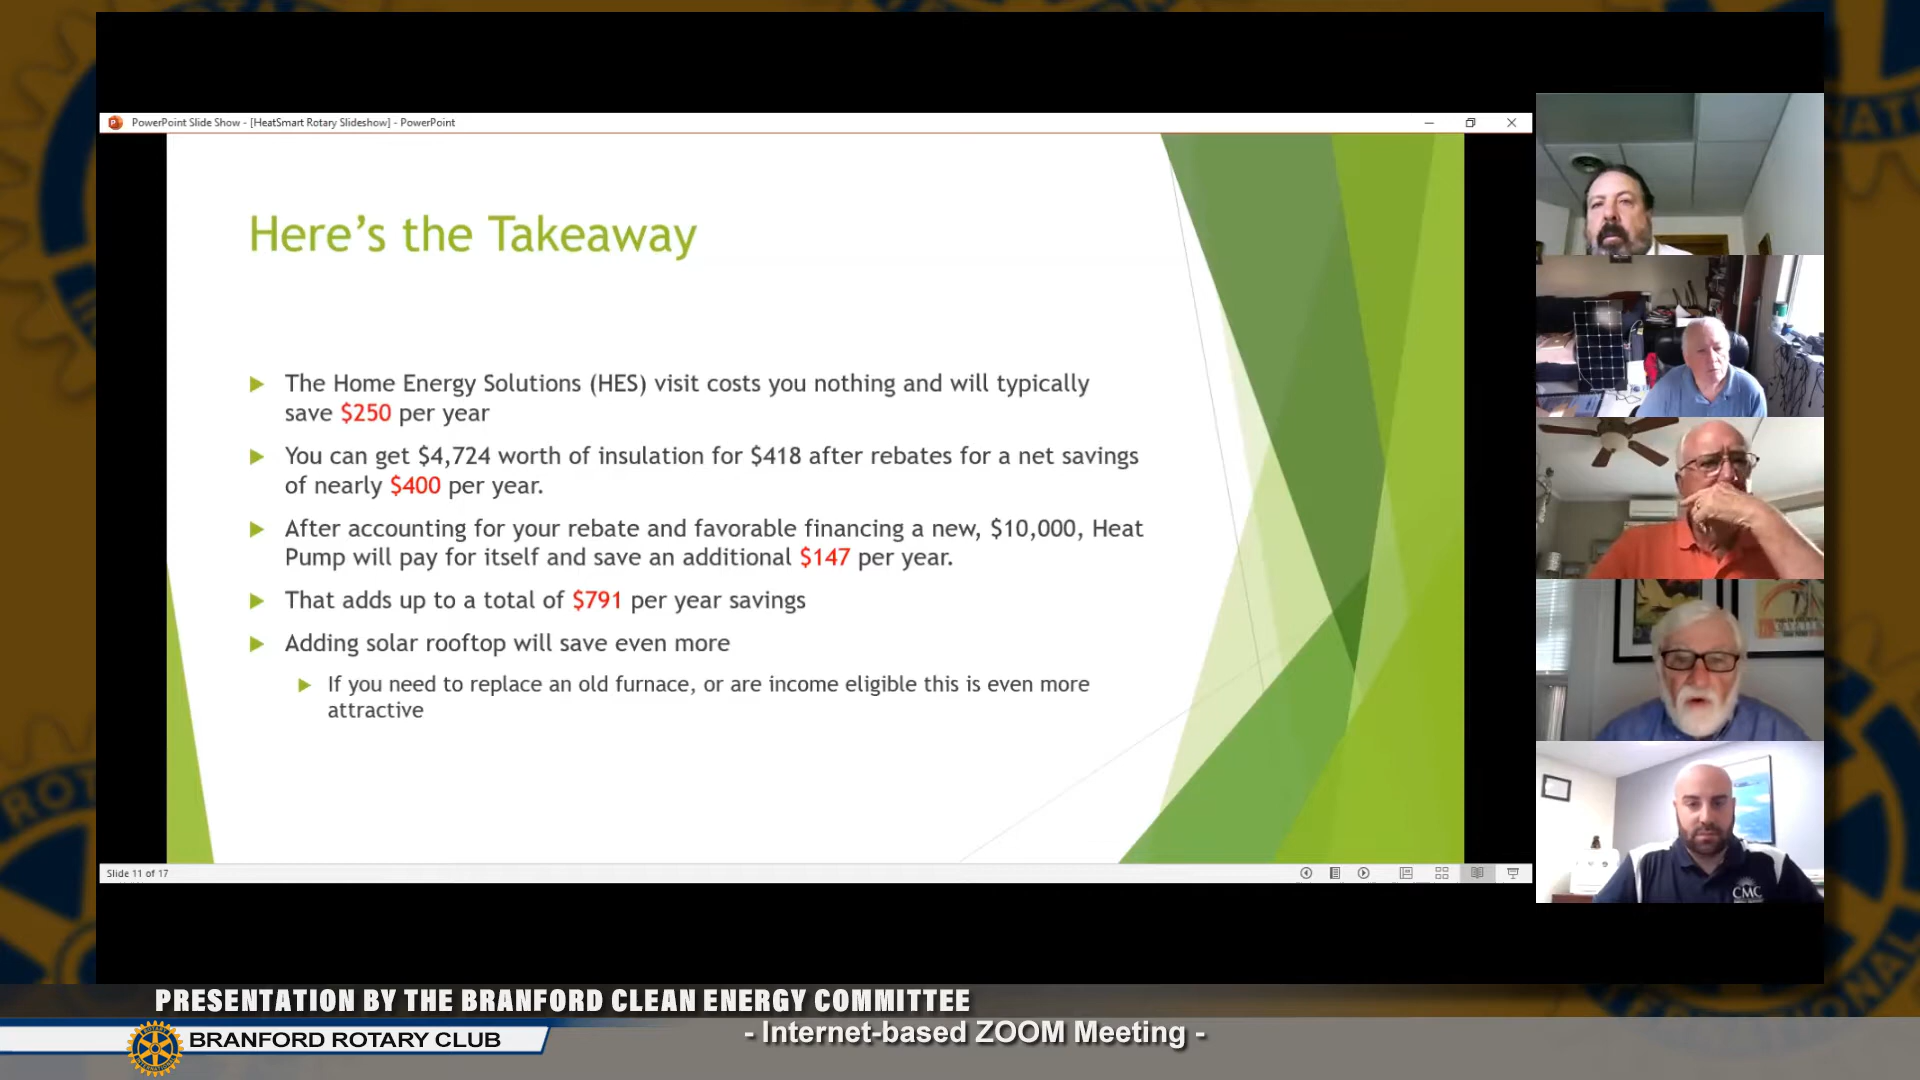 PowerPoint Slide Show - [HeatSmart Rotary Slideshow] - PowerPoint
Here's the Takeaway
The Home Energy Solutions (HES) visit costs you nothing and will typically
save $250 per year
You can get $4,724 worth of insulation for $418 after rebates for a net savings
of nearly $400 per year.
After accounting for your rebate and favorable financing a new, $10,000, Heat
Pump will pay for itself and save an additional $147 per year.
That adds up to a total of $791 per year savings
Adding solar rooftop will save even more
If you need to replace an old furnace, or are income eligible this is even more
attractive
Slide 11 of 17
CMC
PRESENTATION BY THE BRANFORD CLEAN ENERGY COMMITTEE
BRANFORD ROTARY CLUB
- Internet-based ZOOM Meeting -